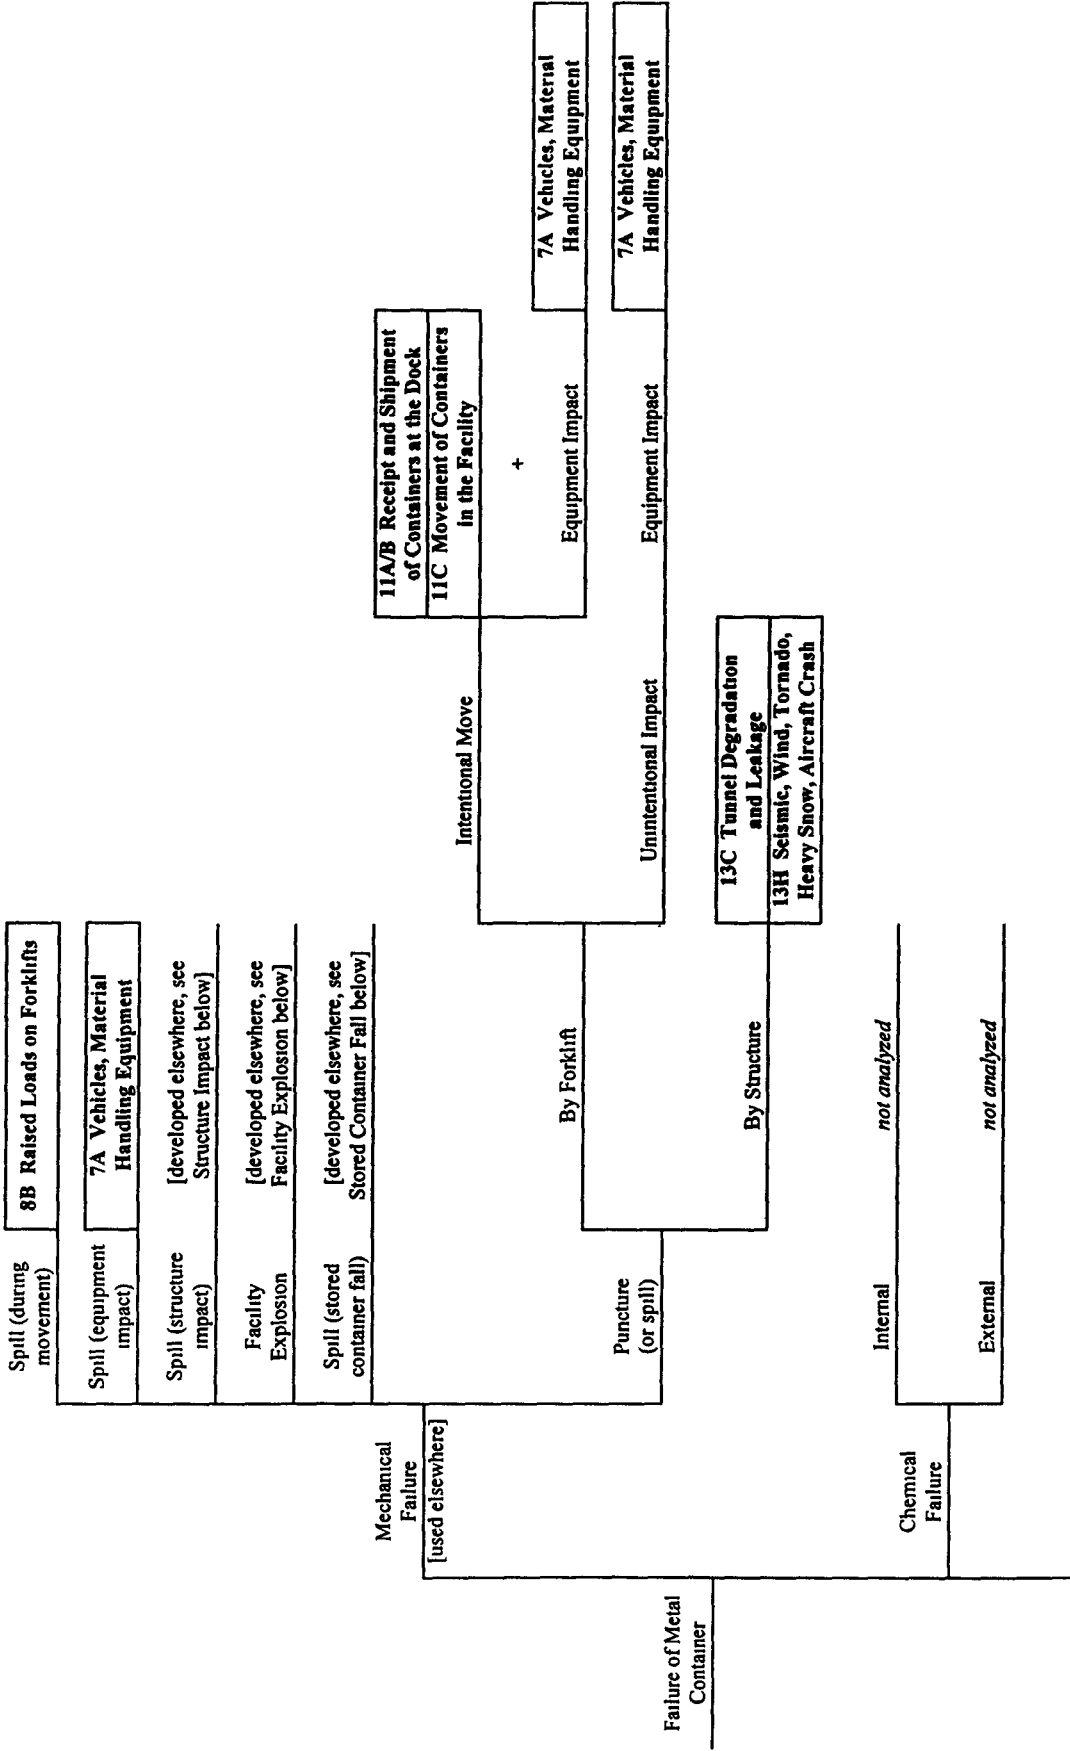 Spill (during
movement)
8B Raised Loads on Forklifts
Spill (equipment
impact)
7A Vehicles, Material
Handling Equipment
Spill (structure
impact)
[developed elsewhere, see
Structure Impact below]
Facility
Explosion
[developed elsewhere, see
Facility Explosion below]
Spill (stored
container fall)
[developed elsewhere, see
Stored Container Fall below]
Mechanical
Failure
[used elsewhere]
Intentional Move
11A/B Receipt and Shipment
of Containers at the Dock
11C Movement of Containers
in the Facility
+
Equipment Impact
7A Vehicles, Material
Handling Equipment
By Forklift
Unintentional Impact
Equipment Impact
7A Vehicles, Material
Handling Equipment
Puncture
(or spill)
By Structure
13C Tunnel Degradation
and Leakage
13H Seismic, Wind, Tornado,
Heavy Snow, Aircraft Crash
Failure of Metal
Container
Chemical
Failure
Internal
not analyzed
External
not analyzed